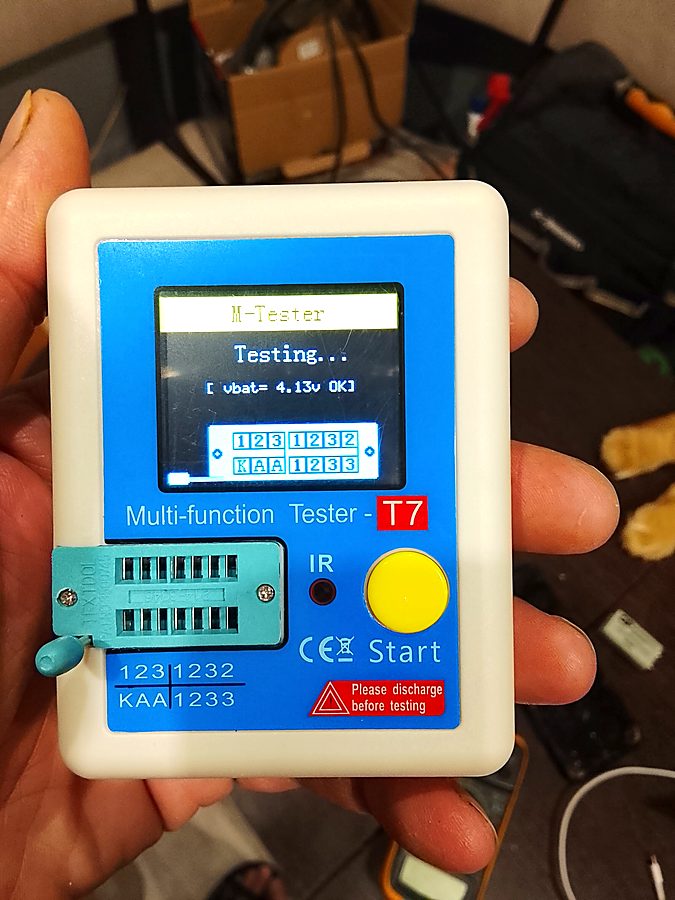 M-Tester
Testing...
[ vbat= 4.13v OK]
123 1232
KAA 1233
Multi-function Tester - T7
IR
CE Start
123 1232
KAA 1233
Please discharge
before testing